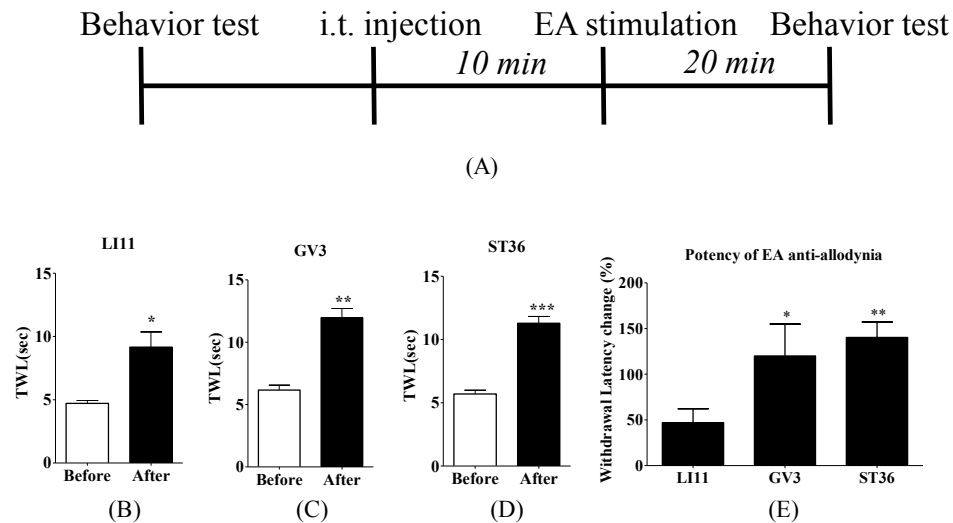 Behavior test i.t. injection EA stimulation Behavior test
10 min 20 min
(A)
LI11
15
10
5
0
TWL(sec)
*
Before After
(B)
GV3
15
10
5
0
TWL(sec)
**
Before After
(C)
ST36
15
10
5
0
TWL(sec)
***
Before After
(D)
Potency of EA anti-allodynia
200
150
100
50
0
Withdrawal Latency change (%)
* **
LI11 GV3 ST36
(E)